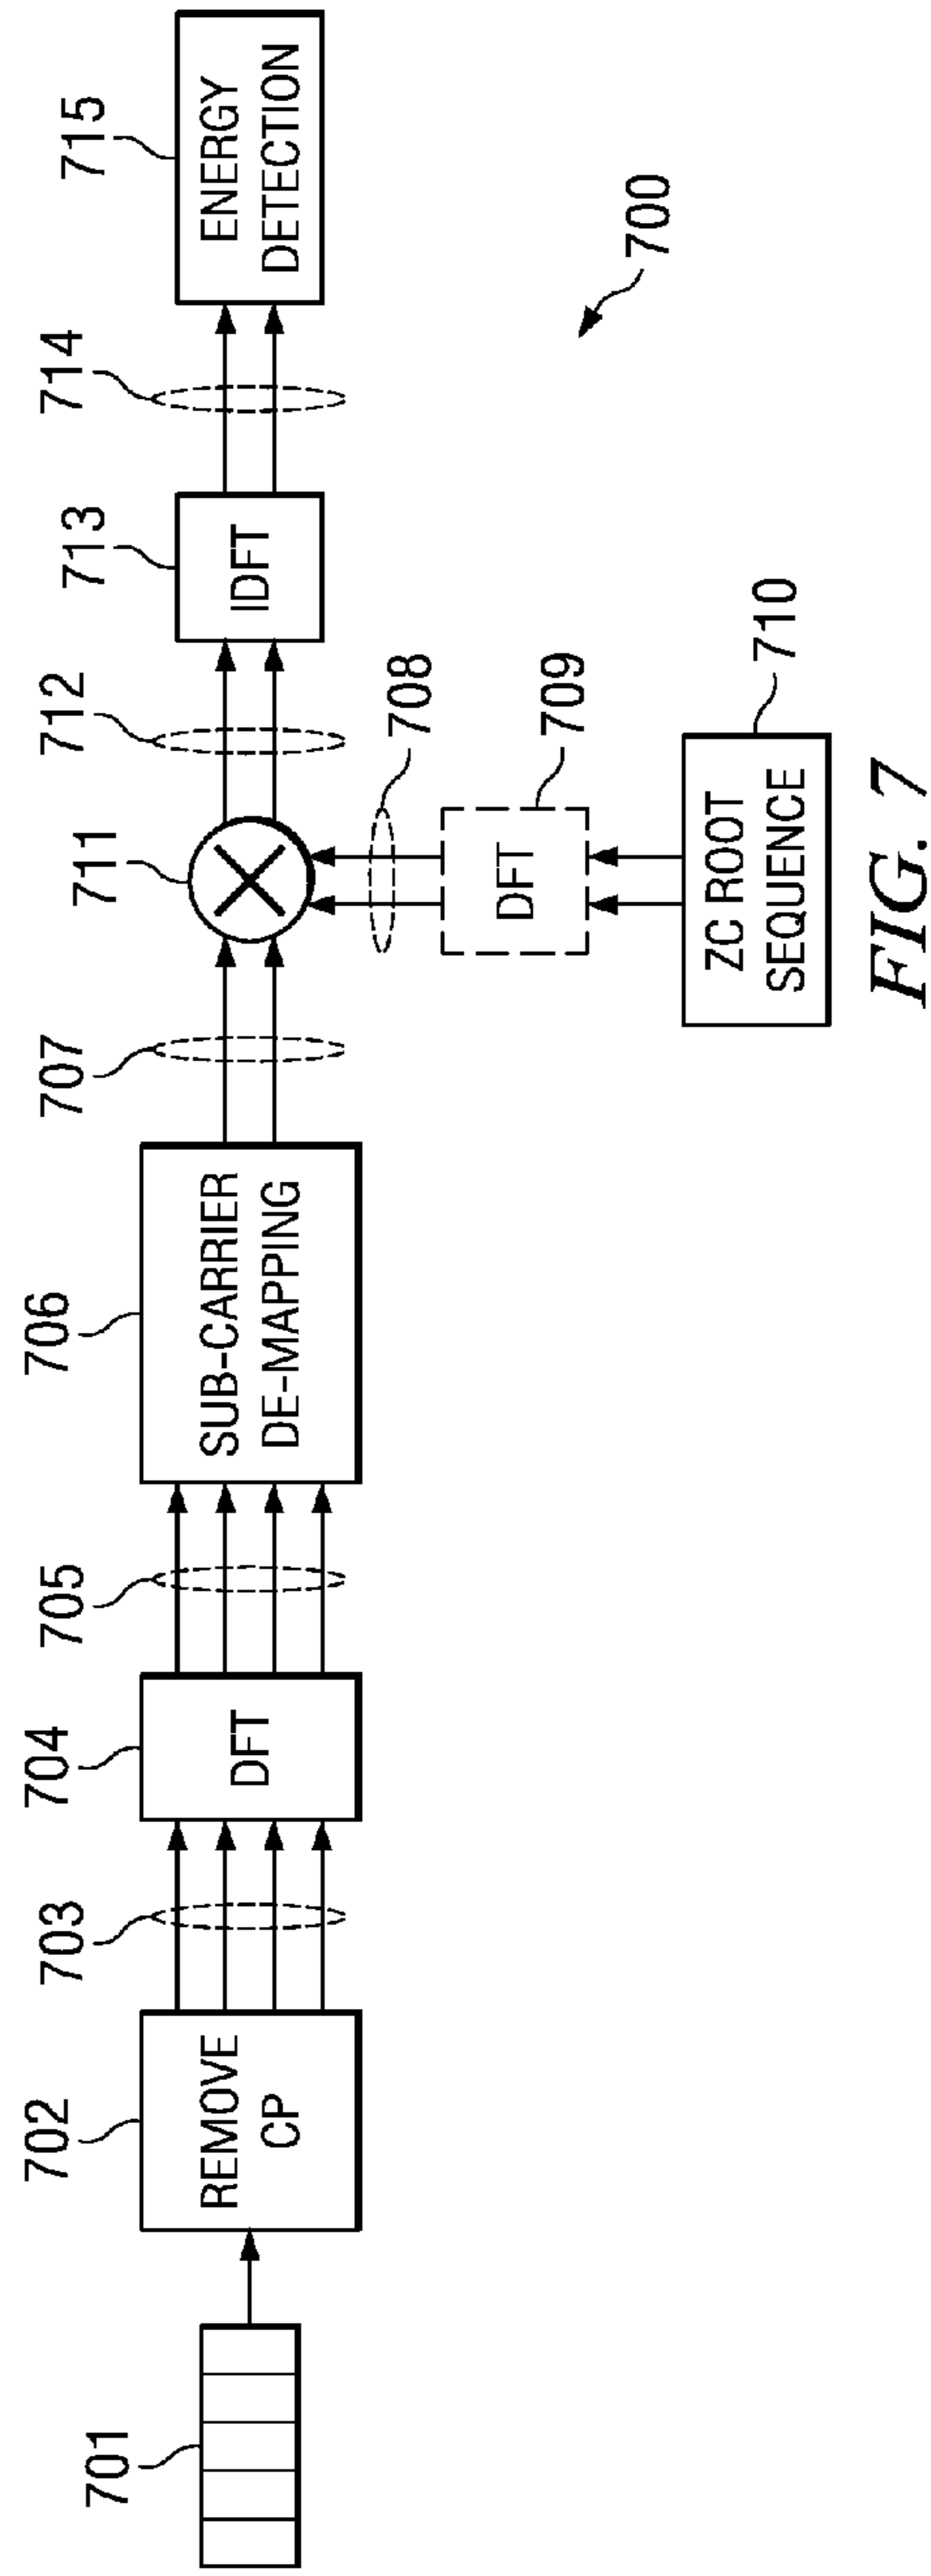 701
702
REMOVE
CP
703
704
DFT
705
706
SUB-CARRIER
DE-MAPPING
707
711
712
713
IDFT
714
715
ENERGY
DETECTION
708
DFT
709
ZC ROOT
SEQUENCE
710
700
FIG. 7